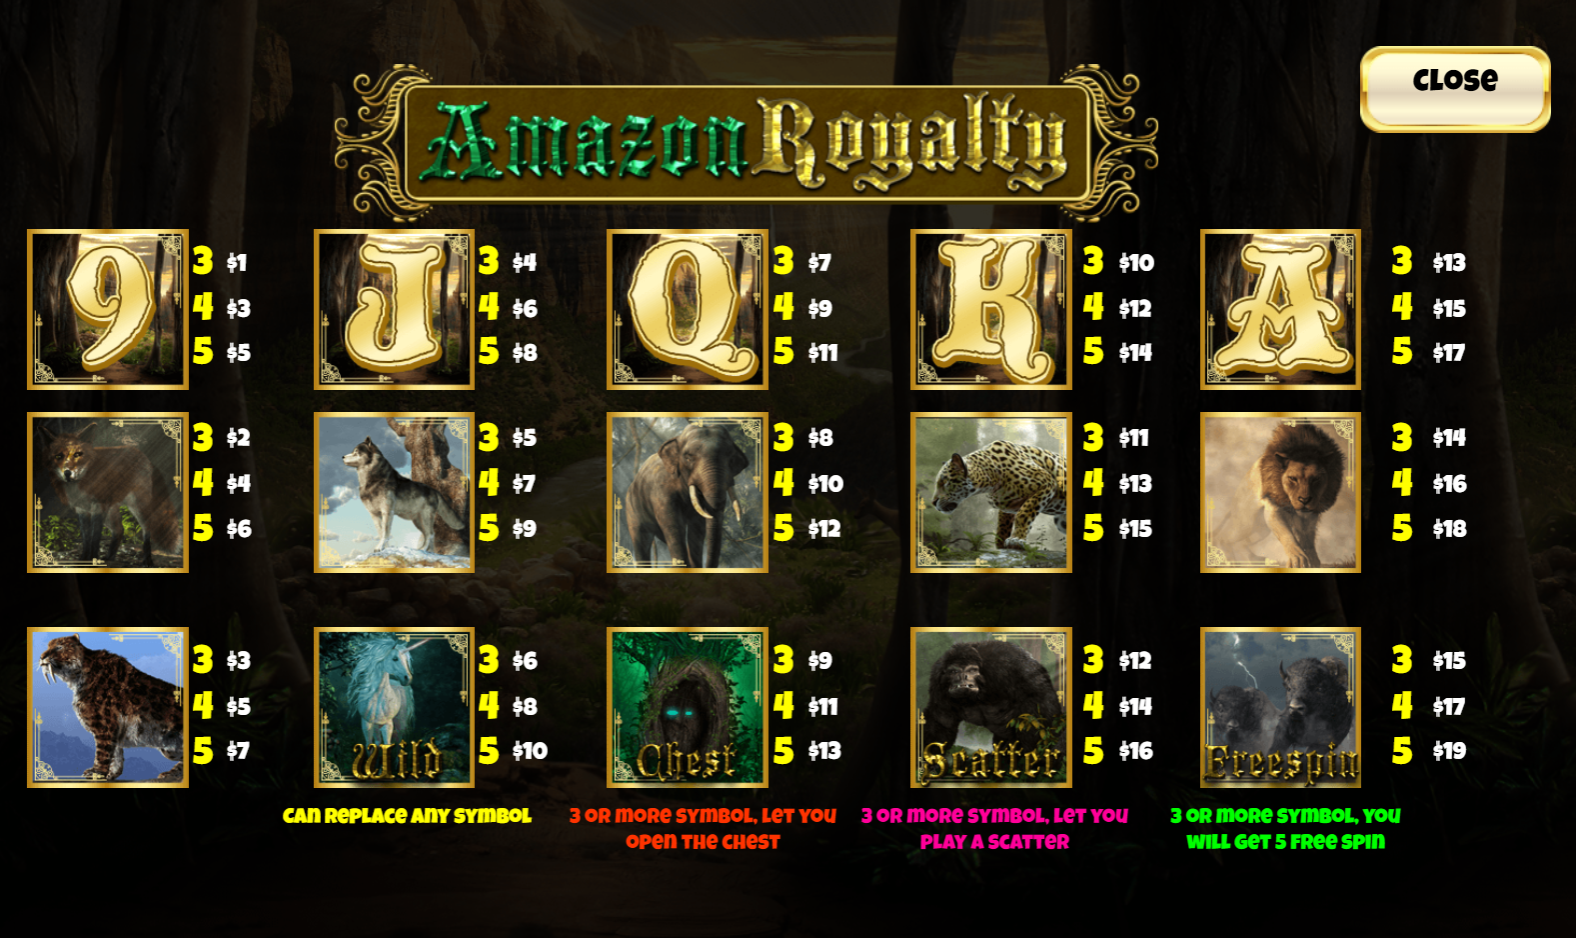 CLOSE
Amazon Royalty
9 3 $1 J 3 $4 Q 3 $7 K 3 $10 A 3 $13
4 $3 4 $6 4 $9 4 $12 4 $15
5 $5 5 $8 5 $11 5 $14 5 $17
3 $2 3 $5 3 $8 3 $11 3 $14
4 $4 4 $7 4 $10 4 $13 4 $16
5 $6 5 $9 5 $12 5 $15 5 $18
3 $3 3 $6 3 $9 3 $12 3 $15
4 $5 4 $8 4 $11 4 $14 4 $17
5 $7 Wild 5 $10 Chest 5 $13 Scatter 5 $16 Freespin 5 $19
CAN REPLACE ANY SYMBOL
3 OR MORE SYMBOL, LET YOU
OPEN THE CHEST
3 OR MORE SYMBOL, LET YOU
PLAY A SCATTER
3 OR MORE SYMBOL, YOU
WILL GET 5 FREE SPIN